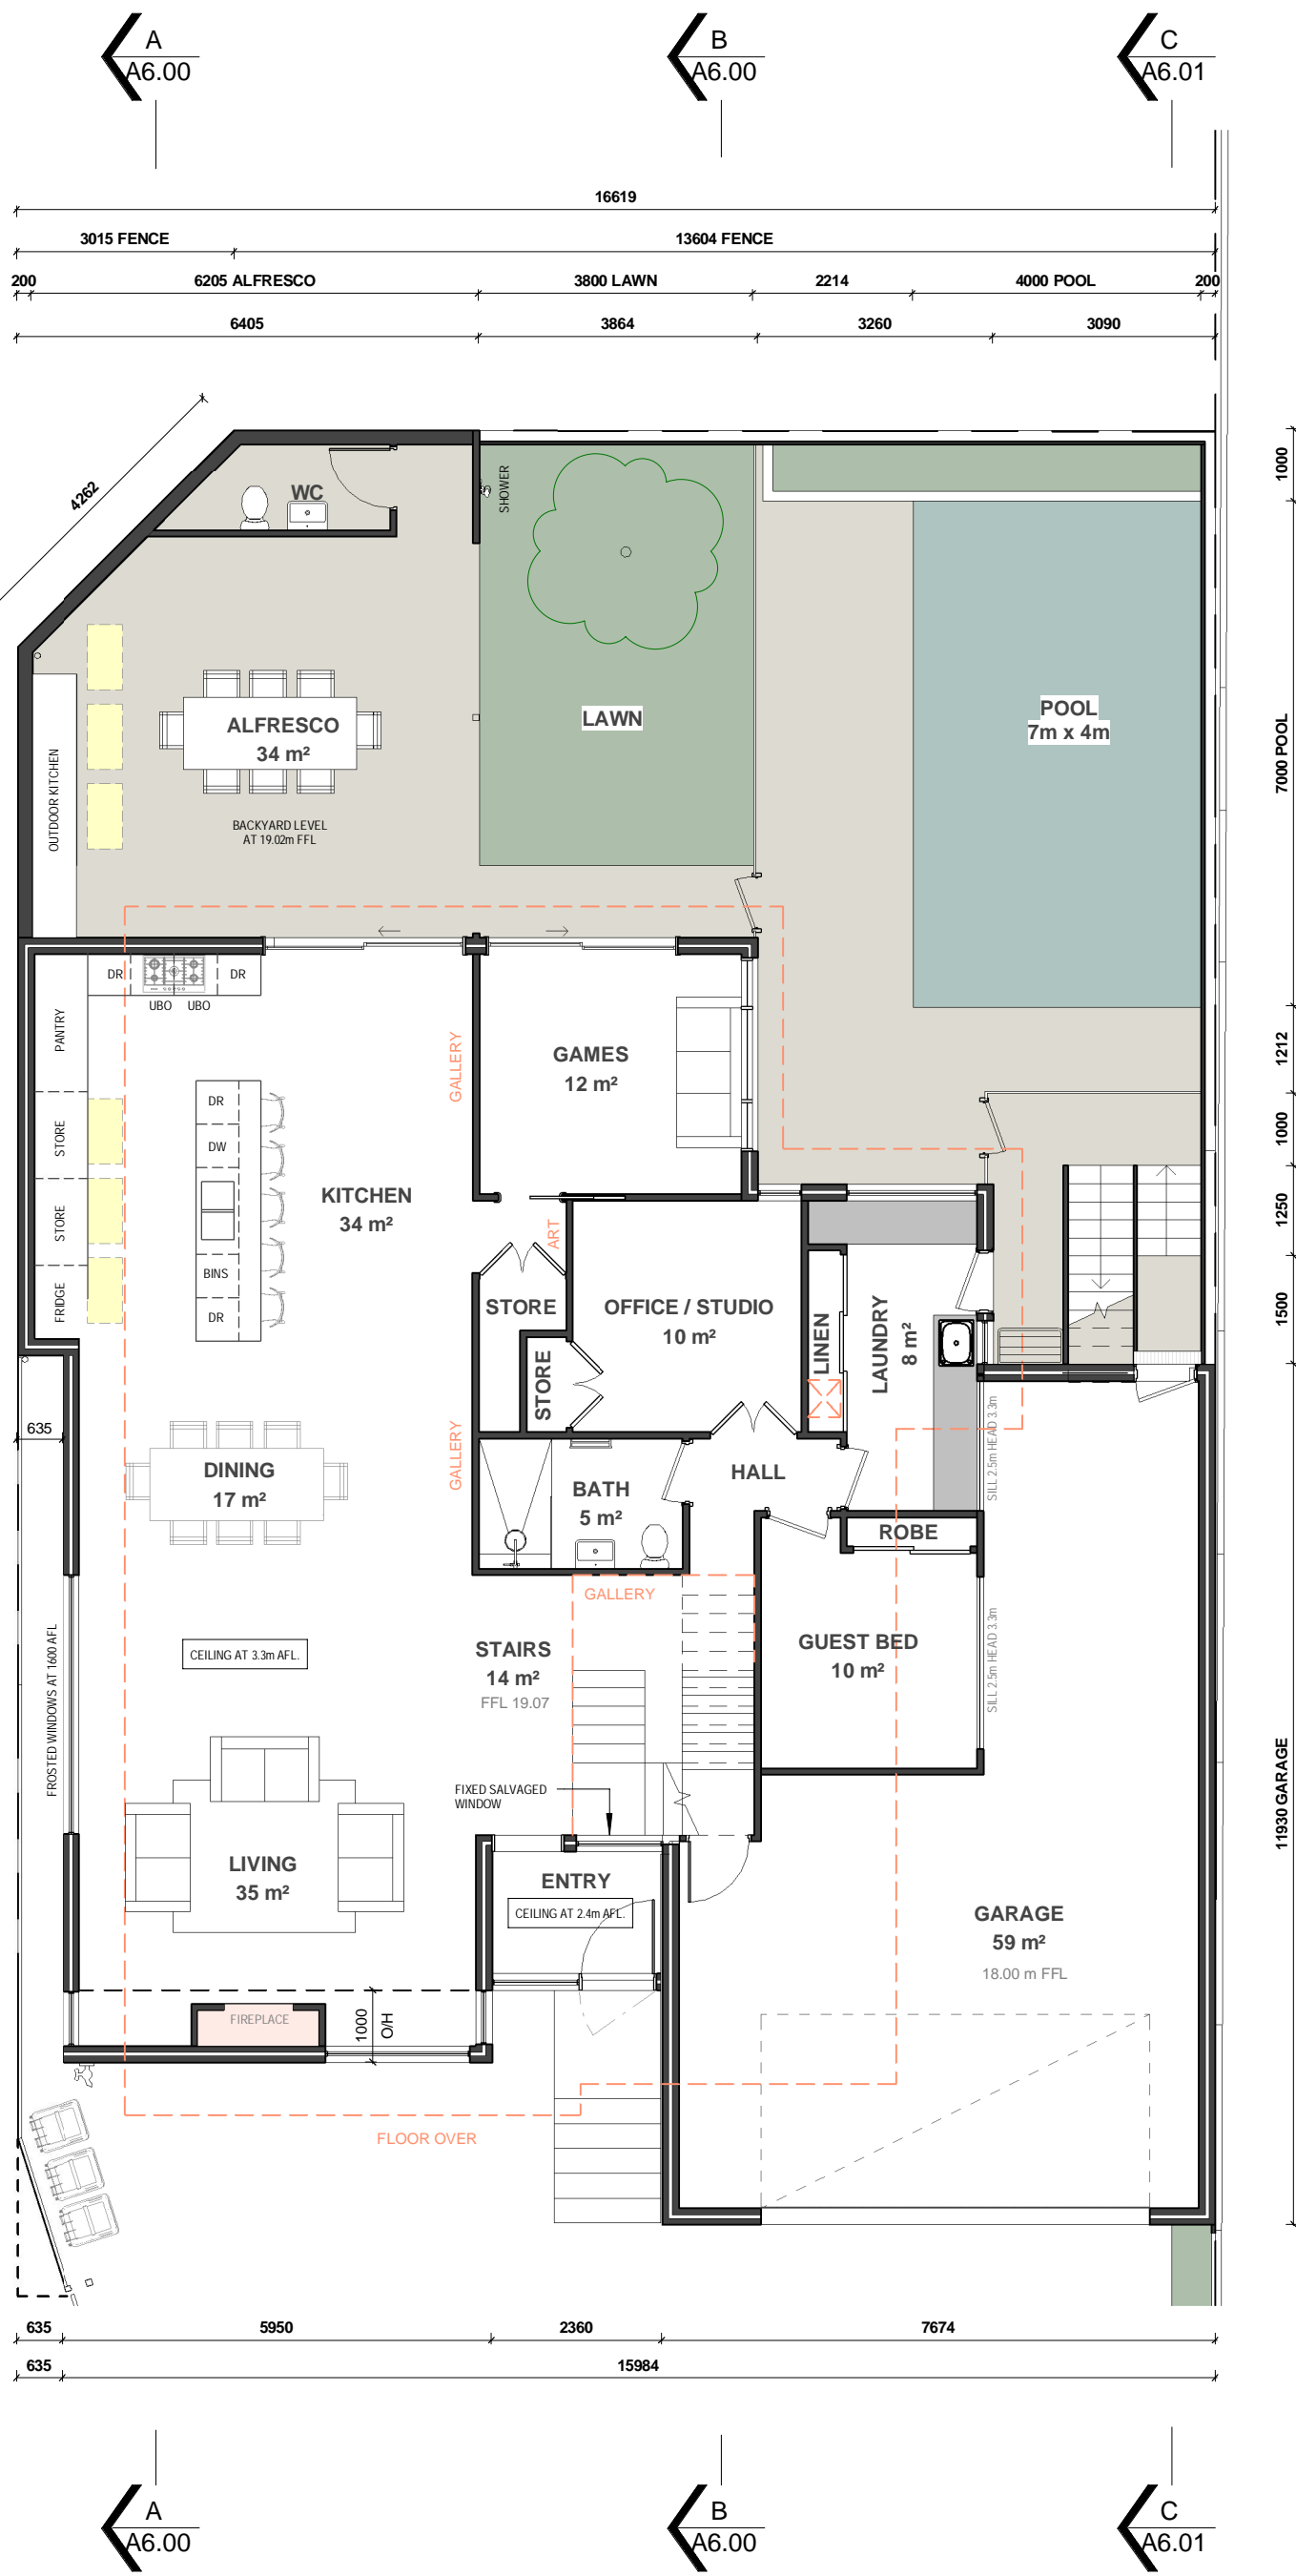 A
A6.00
B
A6.00
C
A6.01
16619
3015 FENCE
13604 FENCE
200
6205 ALFRESCO
3800 LAWN
2214
4000 POOL
200
6405
3864
3260
3090
4262
1000
WC
SHOWER
ALFRESCO
34 m²
LAWN
POOL
7m x 4m
7000 POOL
OUTDOOR KITCHEN
BACKYARD LEVEL
AT 19.02m FFL
DR
DR
UBO
UBO
PANTRY
GALLERY
GAMES
12 m²
1212
DR
STORE
DW
1000
KITCHEN
34 m²
STORE
ART
1250
BINS
FRIDGE
DR
STORE
OFFICE / STUDIO
10 m²
STORE
LINEN
LAUNDRY
8 m²
1500
635
GALLERY
DINING
17 m²
BATH
5 m²
HALL
SILL 2.5m HEAD 3.3m
ROBE
GALLERY
FROSTED WINDOWS AT 1600 AFL
CEILING AT 3.3m AFL.
STAIRS
14 m²
FFL 19.07
GUEST BED
10 m²
SILL 2.5m HEAD 3.3m
FIXED SALVAGED
WINDOW
11930 GARAGE
LIVING
35 m²
ENTRY
CEILING AT 2.4m AFL.
GARAGE
59 m²
18.00 m FFL
FIREPLACE
1000
O/H
FLOOR OVER
635
5950
2360
7674
635
15984
A
A6.00
B
A6.00
C
A6.01